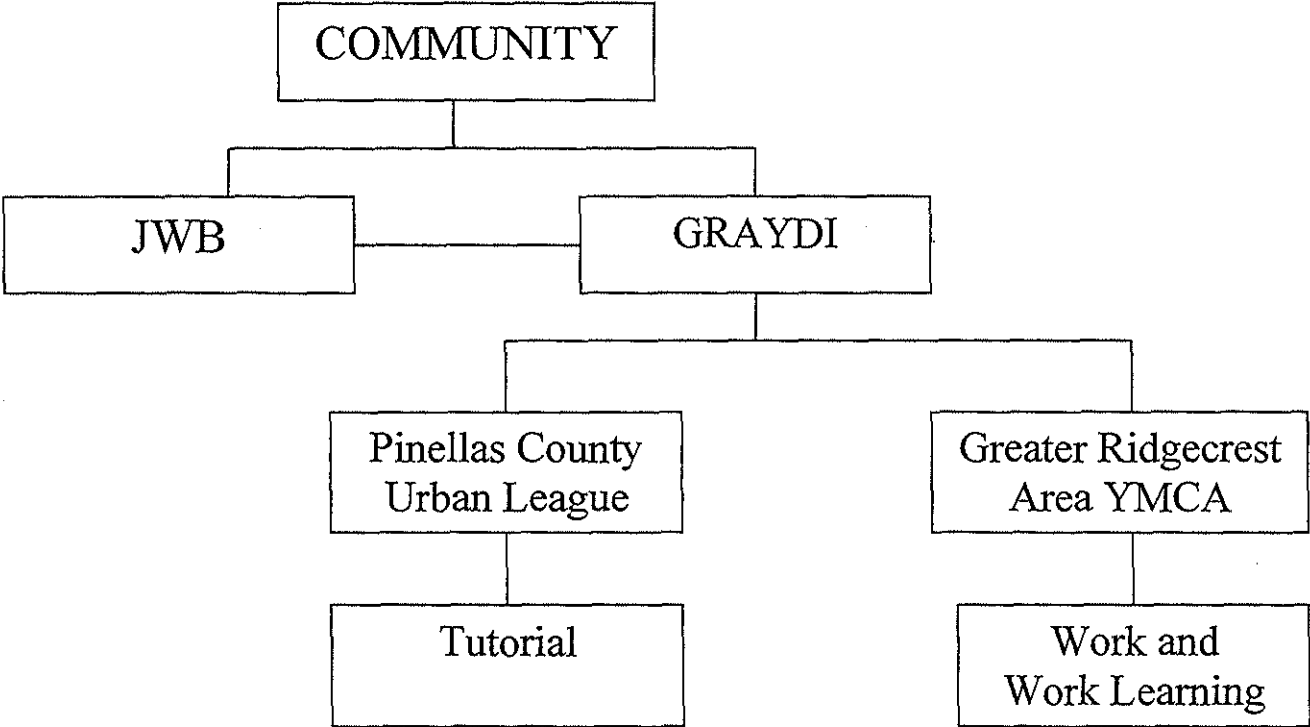 COMMUNITY
JWB
GRAYDI
Pinellas County
Urban League
Greater Ridgecrest
Area YMCA
Tutorial
Work and
Work Learning